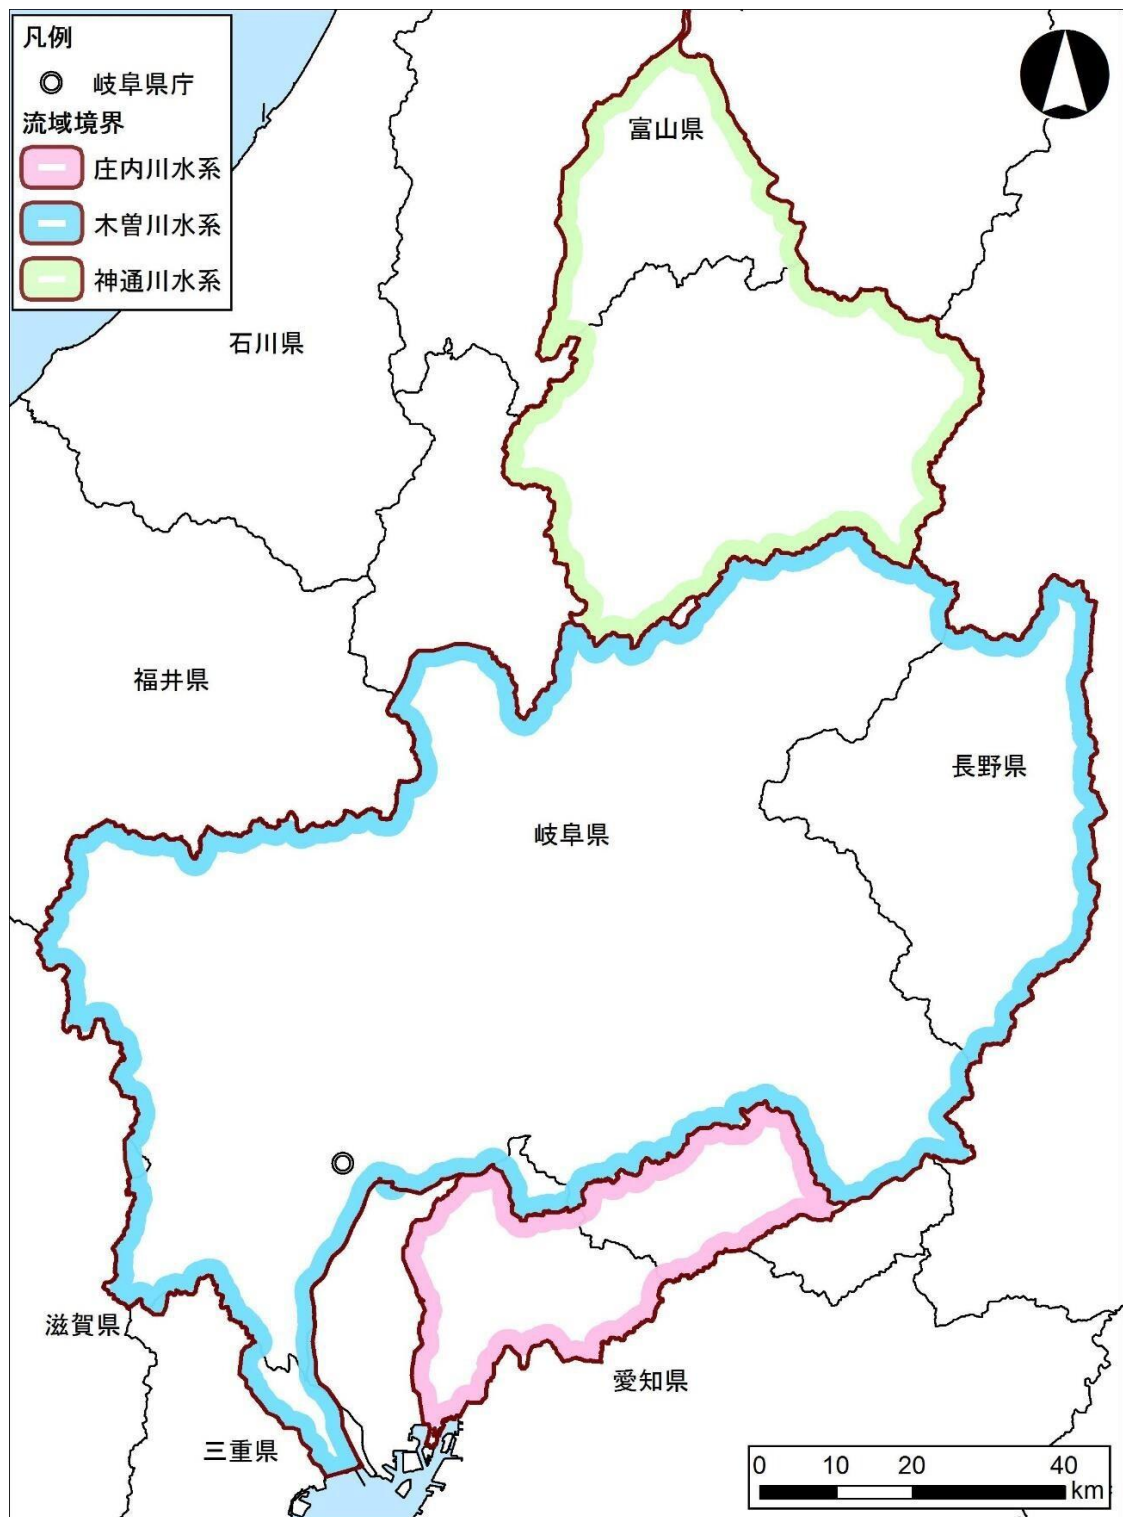 凡例
岐阜県庁
流域境界
庄内川水系
木曽川水系
神通川水系
富山県
石川県
福井県
長野県
岐阜県
滋賀県
愛知県
三重県
0 10 20 40
km